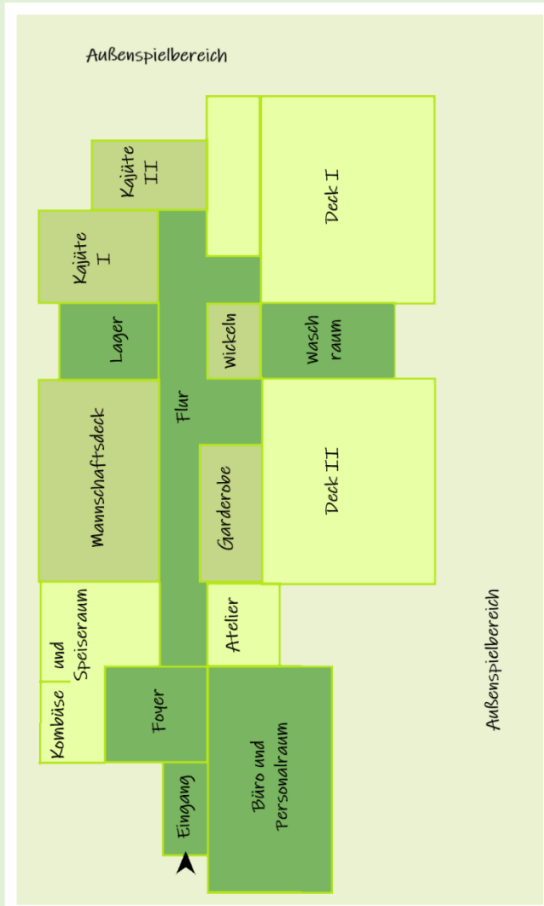 Außenspielbereich
Kajüte
II
Deck I
Kajüte
I
Lager
Wickeln
Wasch
raum
Flur
Mannschaftsdeck
Garderobe
Deck II
Kombüse und
Speiseraum
Atelier
Foyer
Eingang
Büro und
Personalraum
Außenspielbereich